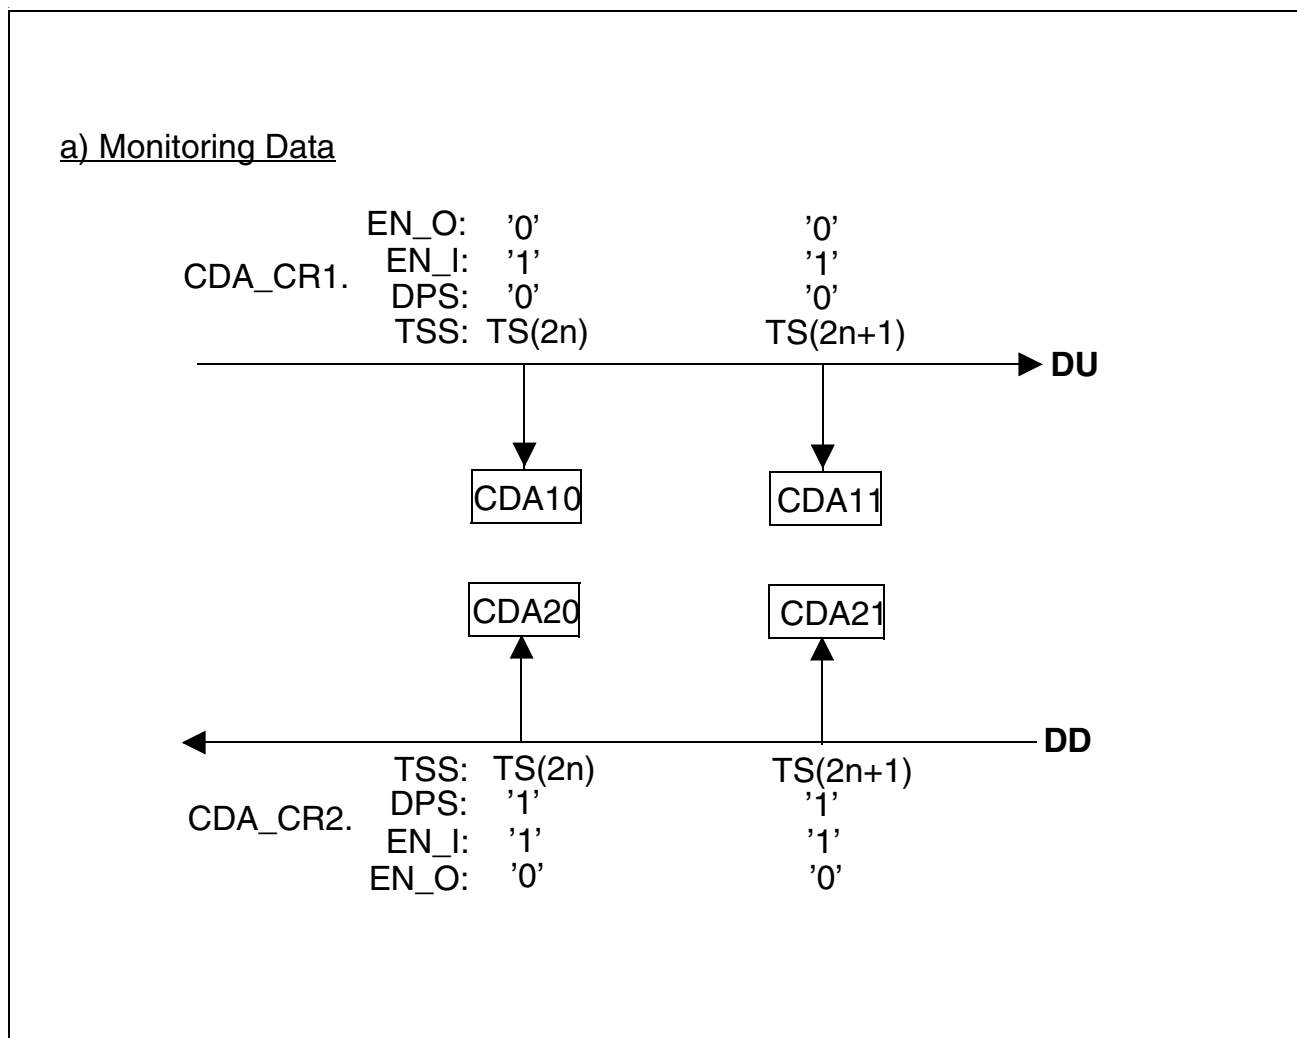 a) Monitoring Data
EN_O: ’0’ ’0’
EN_I: ’1’ ’1’
CDA_CR1.
DPS: ’0’ ’0’
TSS: TS(2n) TS(2n+1)
DU
CDA10 CDA11
CDA20 CDA21
DD
TSS: TS(2n) TS(2n+1)
DPS: ’1’ ’1’
CDA_CR2.
EN_I: ’1’ ’1’
EN_O: ’0’ ’0’